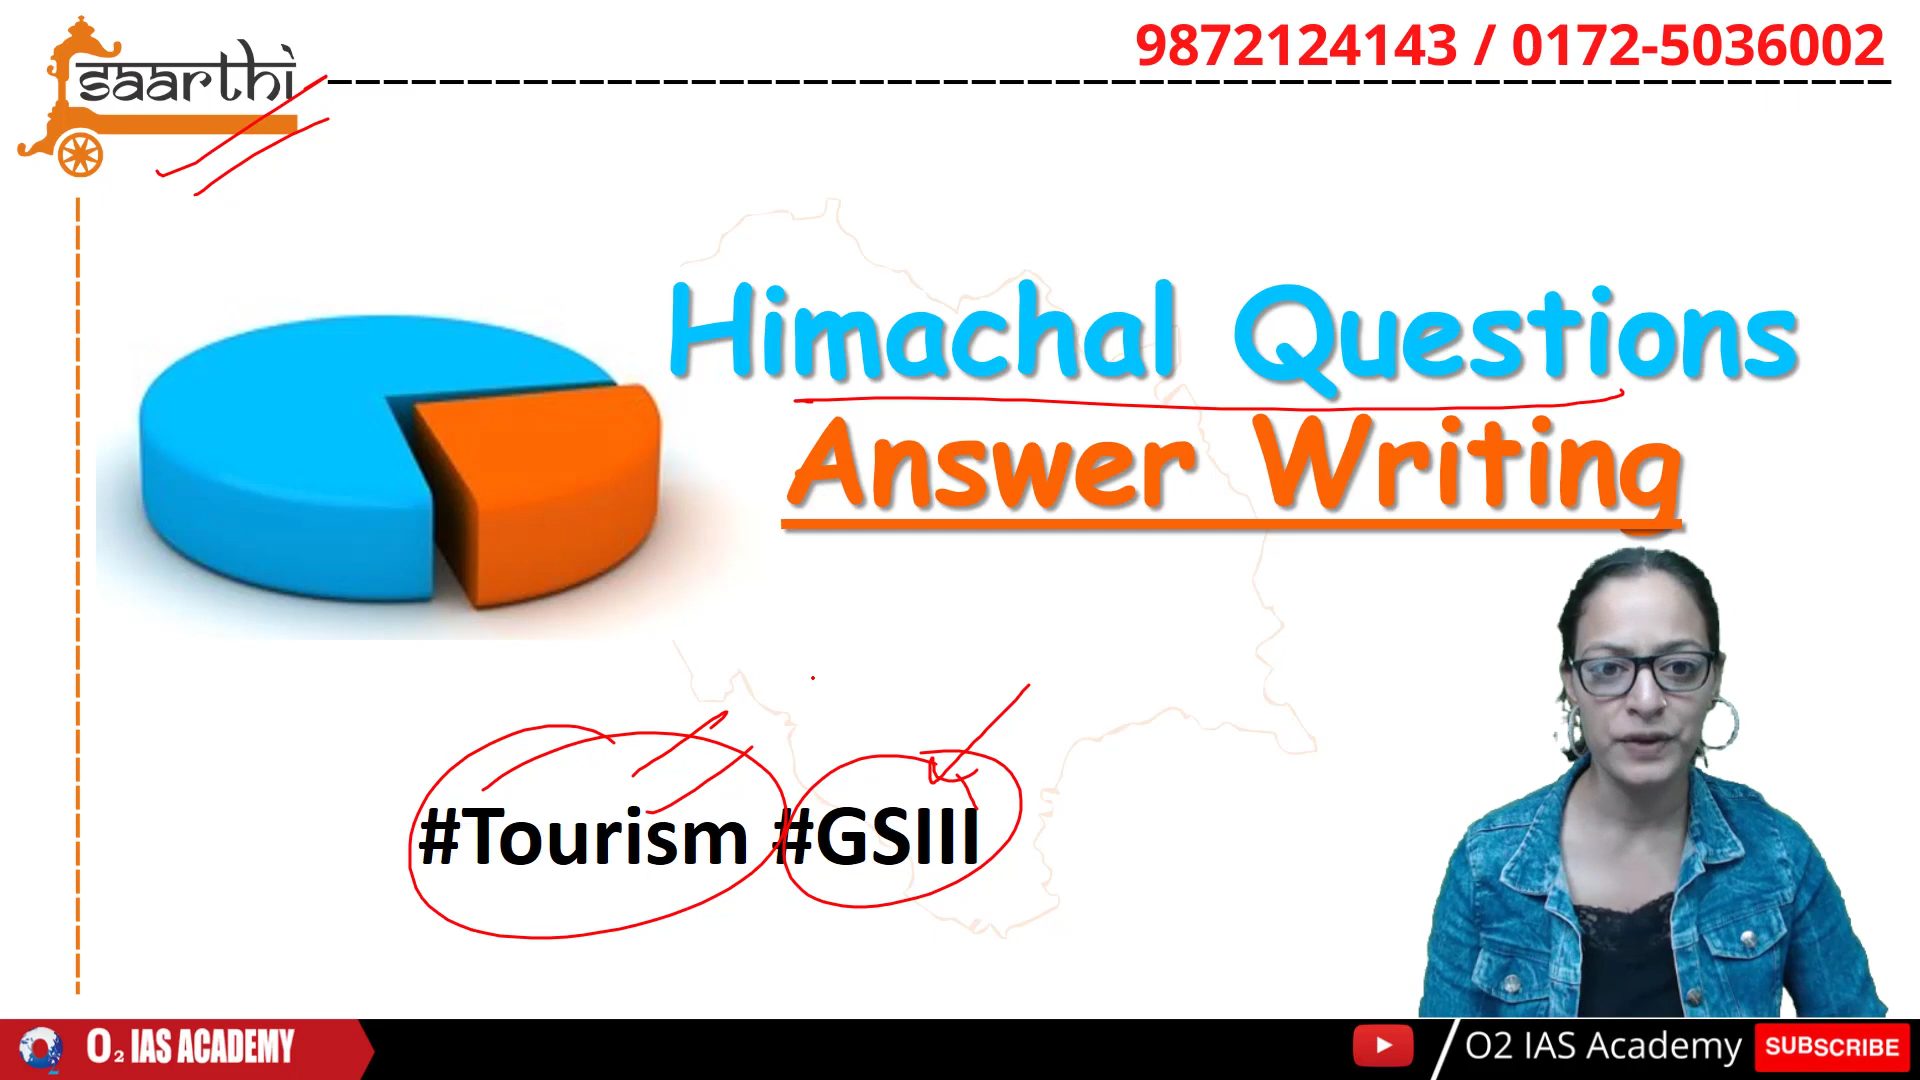 saarthi
9872124143 / 0172-5036002
Himachal Questions
Answer Writing
#Tourism #GSIII
O2 IAS ACADEMY
O2 IAS Academy
SUBSCRIBE